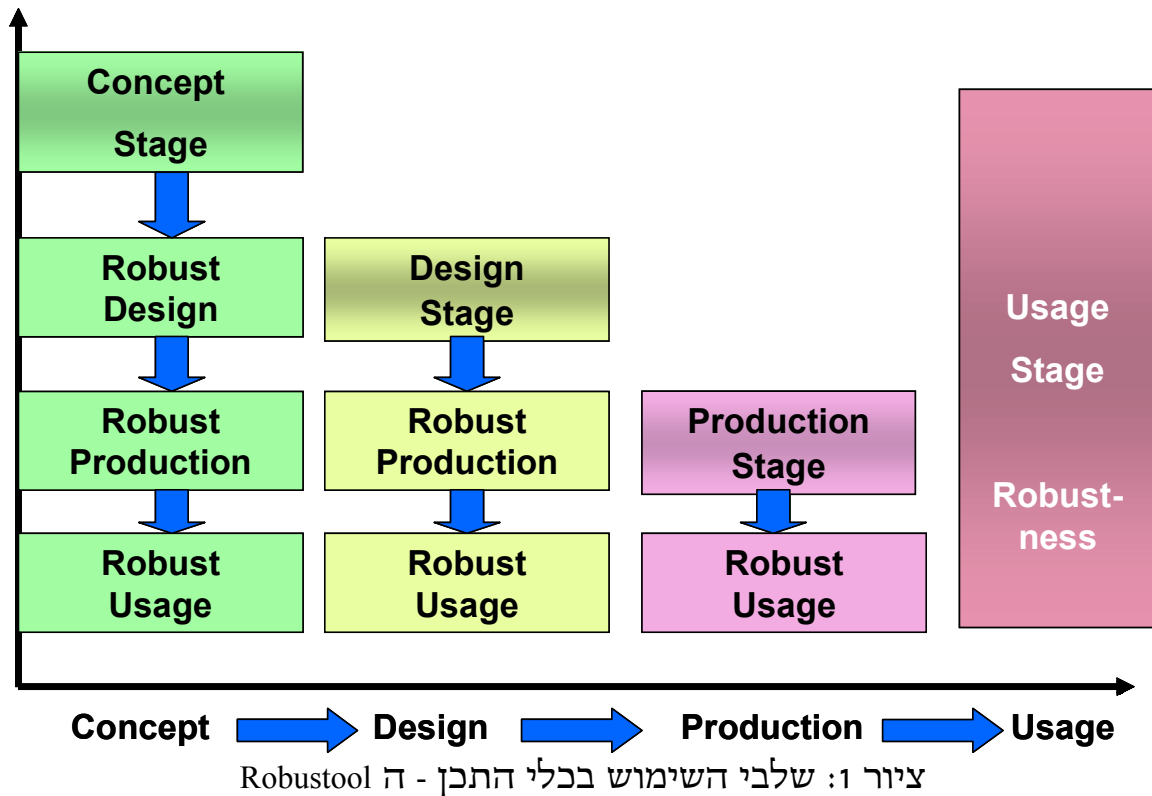 Concept
Stage
Robust
Design
Robust
Production
Robust
Usage
Design
Stage
Robust
Production
Robust
Usage
Production
Stage
Robust
Usage
Usage
Stage
Robust-
ness
Concept Design Production Usage
ציור 1: שלבי השימוש בכלי התכן - ה Robustool